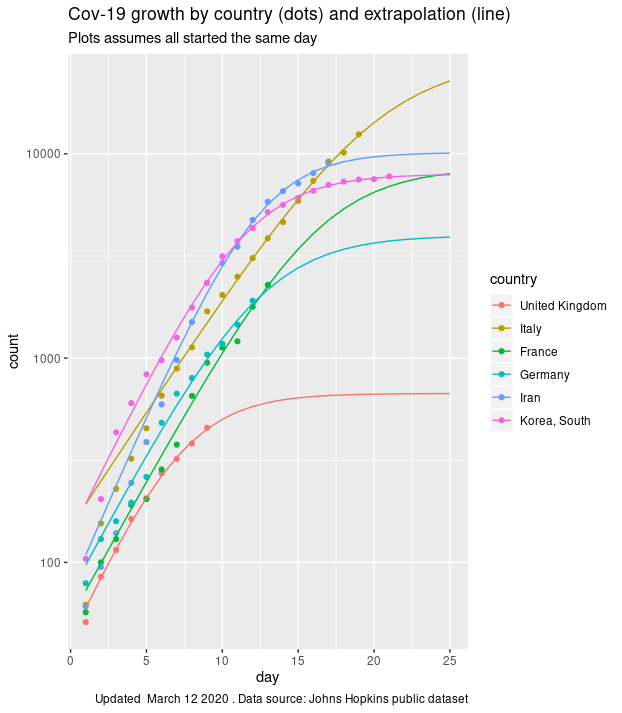 Cov-19 growth by country (dots) and extrapolation (line)
Plots assumes all started the same day
10000
1000
100
count
0
5
10
15
20
25
day
country
United Kingdom
Italy
France
Germany
Iran
Korea, South
Updated March 12 2020 . Data source: Johns Hopkins public dataset